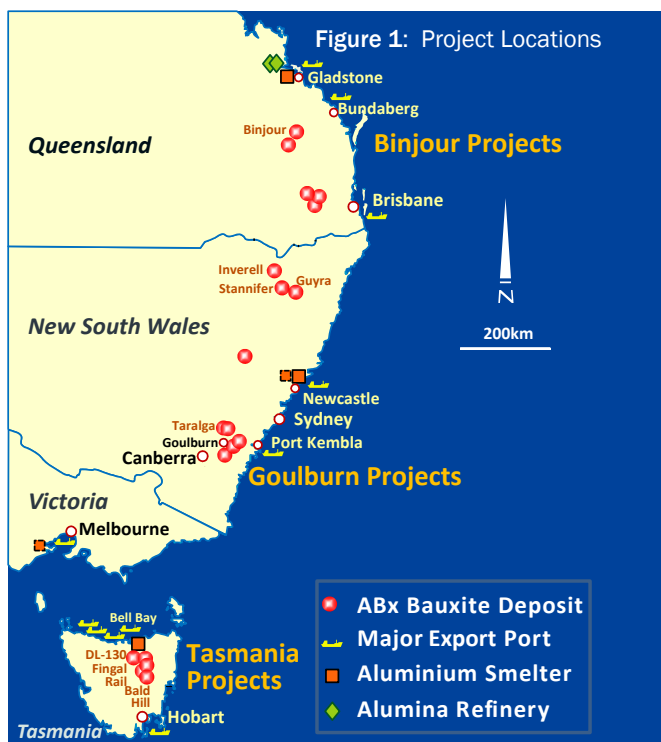 Figure 1: Project Locations
Gladstone
Bundaberg
Binjour
Queensland
Binjour Projects
Brisbane
Inverell
Stannifer
Guyra
N
New South Wales
200km
Newcastle
Taralga
Sydney
Goulburn
Port Kembla
Canberra
Goulburn Projects
Victoria
Melbourne
Bell Bay
DL-130
Fingal
Rail
Bald
Hill
Tasmania
Projects
Hobart
Tasmania
ABx Bauxite Deposit
Major Export Port
Aluminium Smelter
Alumina Refinery